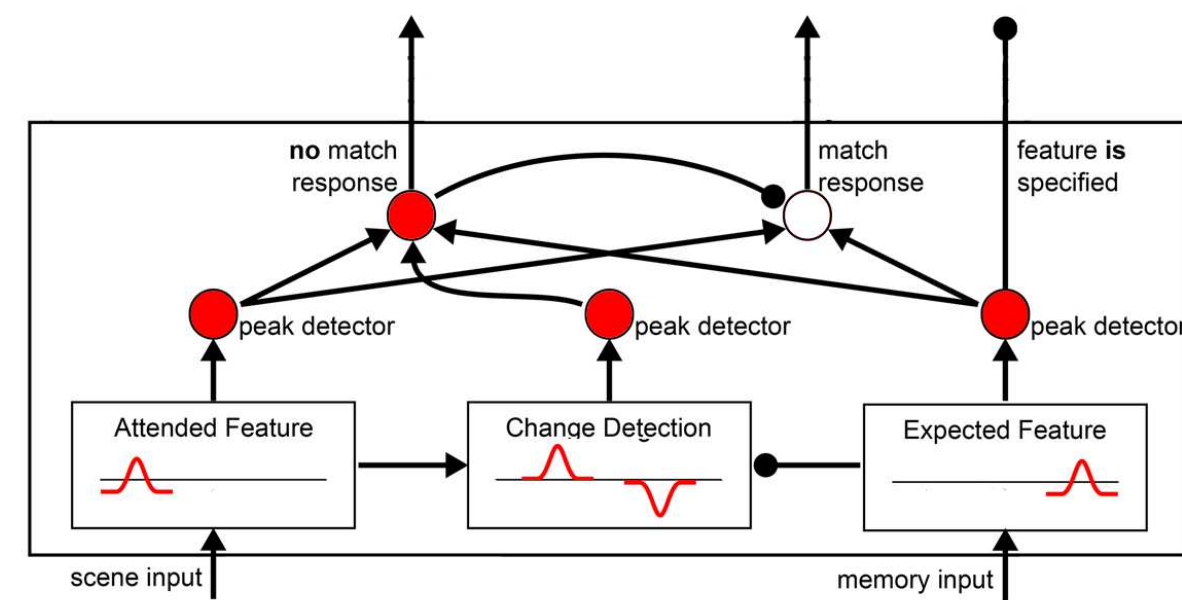 no match
response
match
response
feature is
specified
peak detector
peak detector
peak detector
Attended Feature
Change Detection
Expected Feature
scene input
memory input